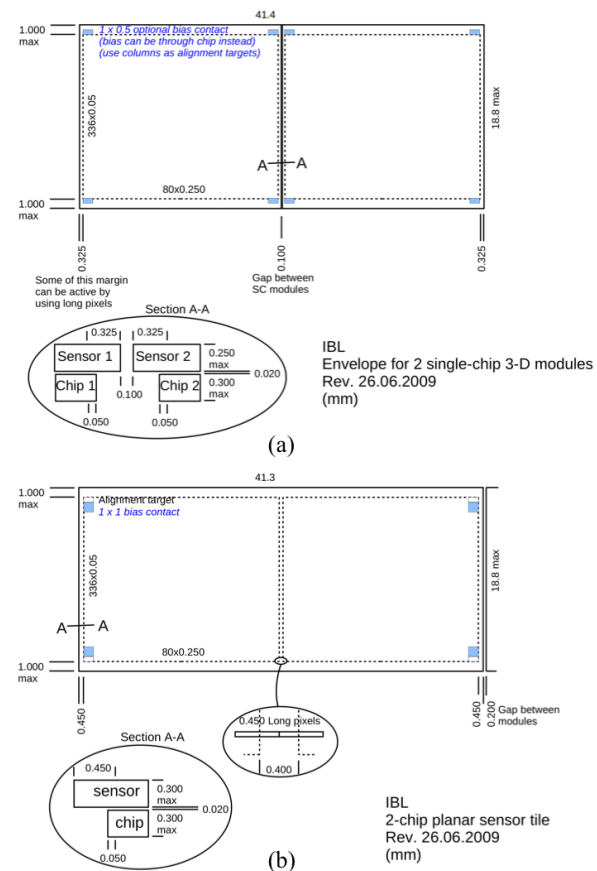 41.4
1.000
max
1 x 0.5 optional bias contact
(bias can be through chip instead)
(use columns as alignment targets)
336x0.05
18.8 max
A A
80x0.250
1.000
max
0.325
0.100
0.325
Some of this margin
can be active by
using long pixels
Gap between
SC modules
Section A-A
0.325 0.325
Sensor 1 Sensor 2
0.250
max
0.020
Chip 1 Chip 2
0.300
max
0.100
0.050 0.050
IBL
Envelope for 2 single-chip 3-D modules
Rev. 26.06.2009
(mm)
(a)
41.3
1.000
max
Alignment target
1 x 1 bias contact
336x0.05
18.8 max
A A
80x0.250
1.000
max
0.450
0.450
0.200
Gap between
modules
0.450 Long pixels
0.400
Section A-A
0.450
sensor
0.300
max
0.020
chip
0.300
max
0.050
IBL
2-chip planar sensor tile
Rev. 26.06.2009
(mm)
(b)